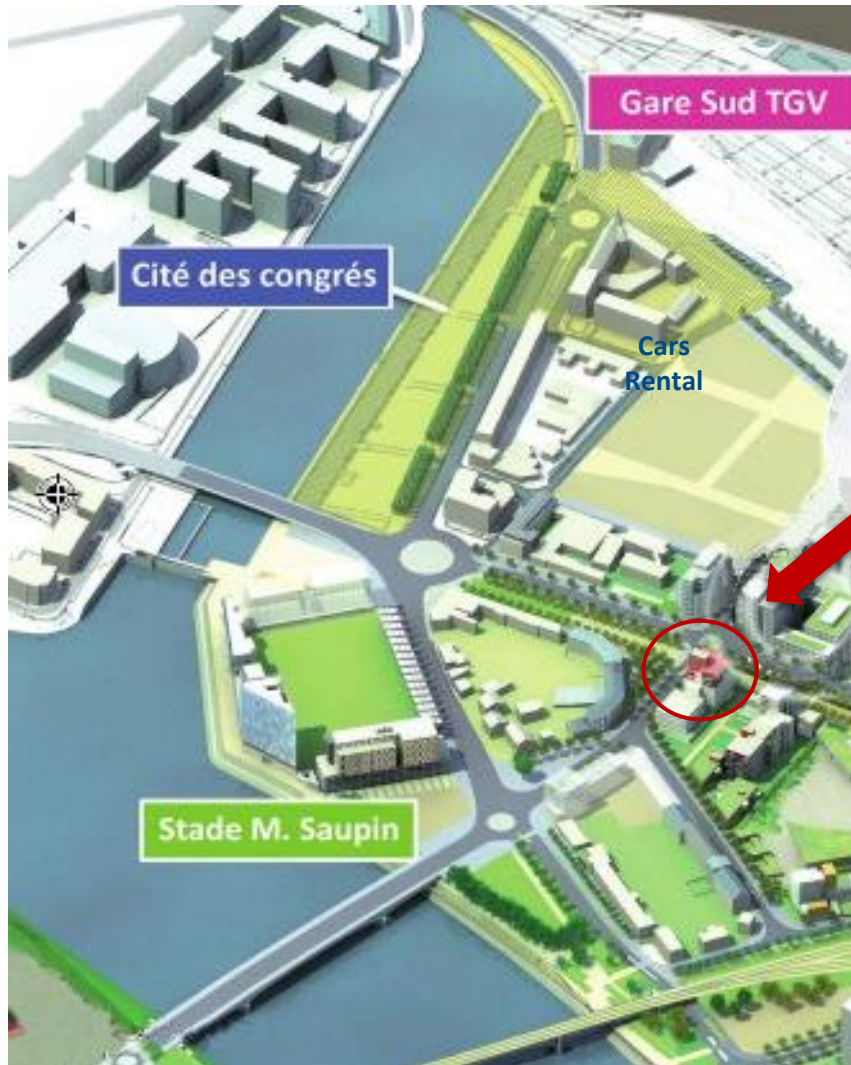 Gare Sud TGV
Cité des congrés
Cars
Rental
Stade M. Saupin